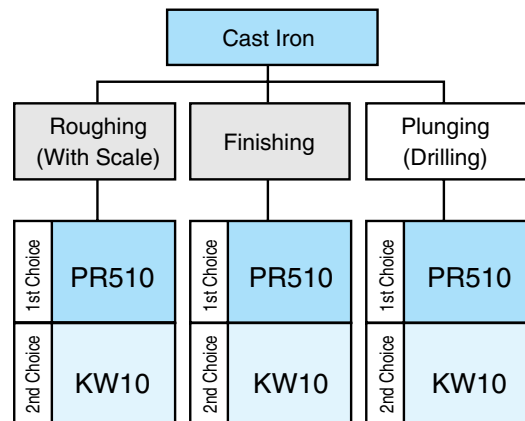 Cast Iron
Roughing
(With Scale)
Finishing
Plunging
(Drilling)
1st Choice
PR510
1st Choice
PR510
1st Choice
PR510
2nd Choice
KW10
2nd Choice
KW10
2nd Choice
KW10